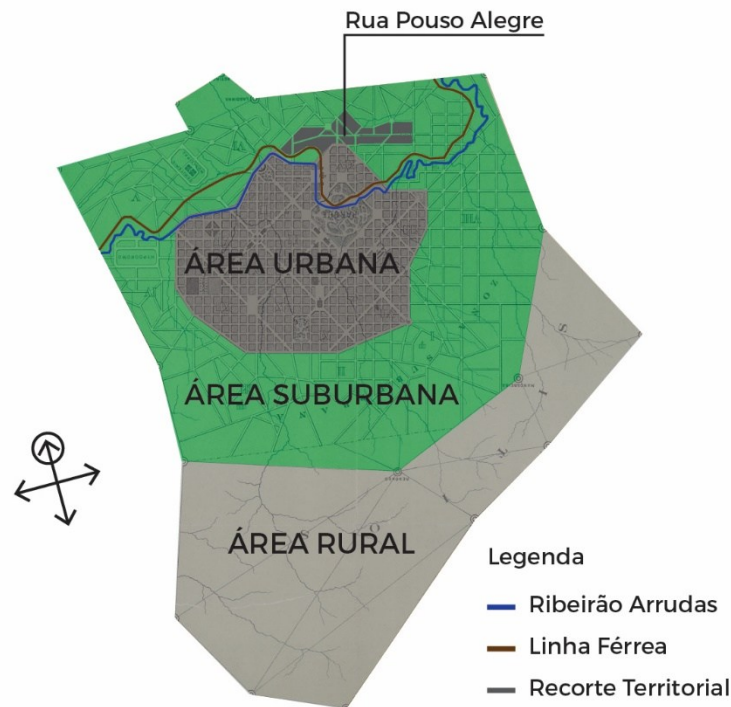 Rua Pouso Alegre
ÁREA URBANA
ÁREA SUBURBANA
ÁREA RURAL
Legenda
Ribeirão Arrudas
Linha Férrea
Recorte Territorial